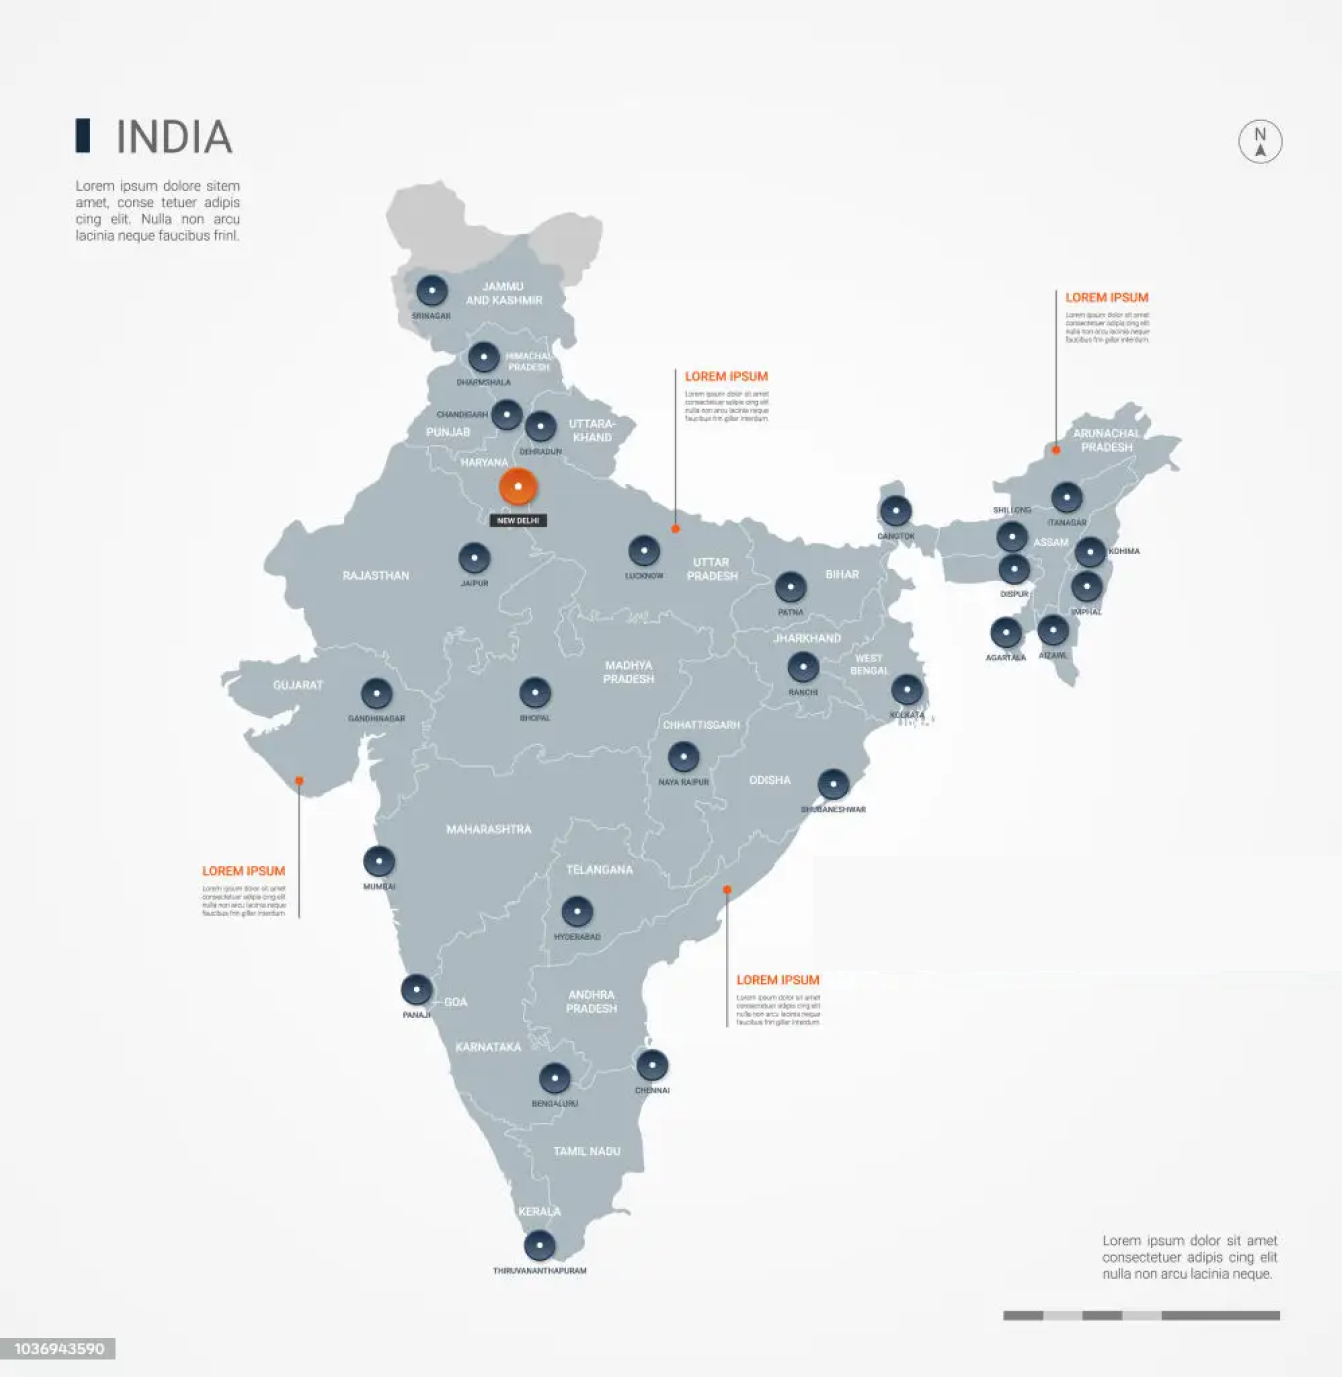 INDIA
Lorem ipsum dolore sitem
amet, conse tetuer adipis
cing elit. Nulla non arcu
lacinia neque faucibus frinl.
N
JAMMU
AND KASHMIR
SRINAGAR
LOREM IPSUM
Lorem ipsum dolor sit amet
consectetuer adipis cing elit
nulla non arcu lacinia neque
faucibus frin giller interdum.
HIMACHAL
PRADESH
DHARMSHALA
LOREM IPSUM
Lorem ipsum dolor sit amet
consectetuer adipis cing elit
nulla non arcu lacinia neque
faucibus frin giller interdum.
CHANDIGARH
PUNJAB
UTTARA-
KHAND
DEHRADUN
HARYANA
NEW DELHI
ARUNACHAL
PRADESH
ITANAGAR
SHILLONG
GANGTOK
ASSAM
KOHIMA
DISPUR
IMPHAL
AGARTALA
AIZAWL
RAJASTHAN
JAIPUR
LUCKNOW
UTTAR
PRADESH
BIHAR
PATNA
JHARKHAND
RANCHI
WEST
BENGAL
KOLKATA
GUJARAT
GANDHINAGAR
MADHYA
PRADESH
BHOPAL
CHHATTISGARH
NAYA RAIPUR
ODISHA
BHUBANESHWAR
MAHARASHTRA
MUMBAI
TELANGANA
HYDERABAD
LOREM IPSUM
Lorem ipsum dolor sit amet
consectetuer adipis cing elit
nulla non arcu lacinia neque
faucibus frin giller interdum.
LOREM IPSUM
Lorem ipsum dolor sit amet
consectetuer adipis cing elit
nulla non arcu lacinia neque
faucibus frin giller interdum.
PANAJI
GOA
ANDHRA
PRADESH
KARNATAKA
BENGALURU
CHENNAI
TAMIL NADU
KERALA
THIRUVANANTHAPURAM
Lorem ipsum dolor sit amet
consectetuer adipis cing elit
nulla non arcu lacinia neque.
1036943590